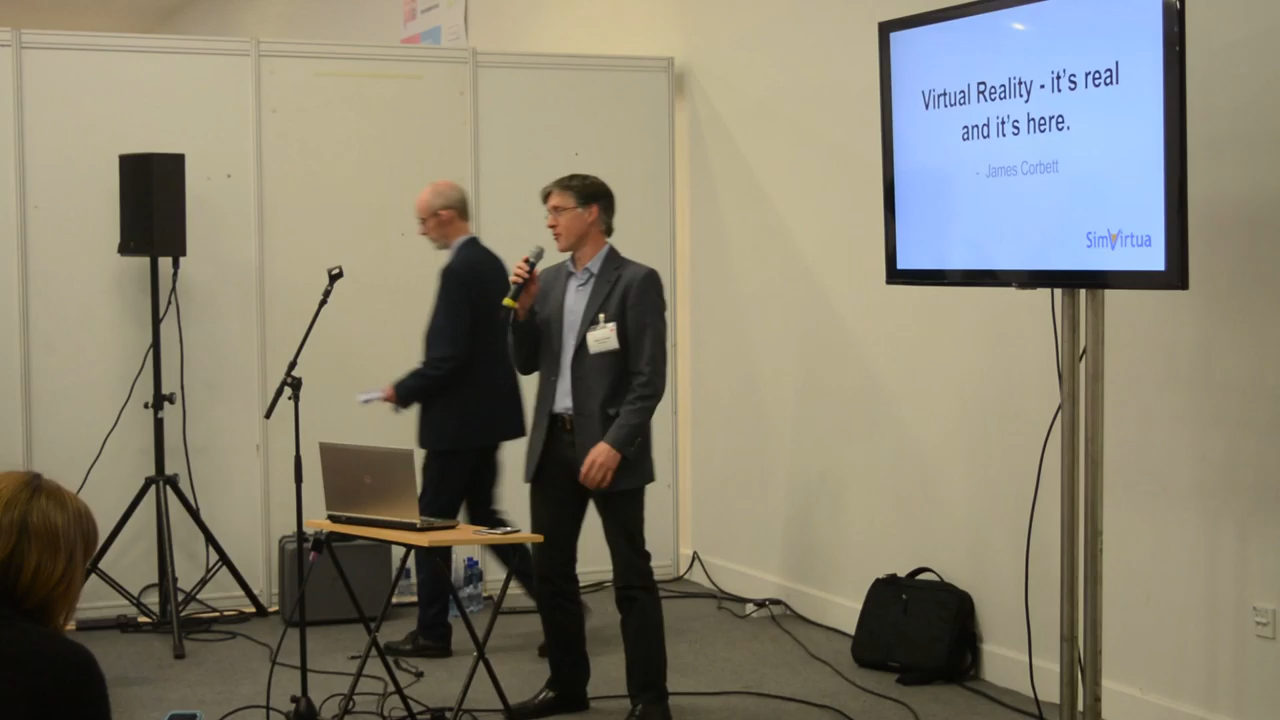 Virtual Reality - it's real
and it's here.
- James Corbett
SimVirtua